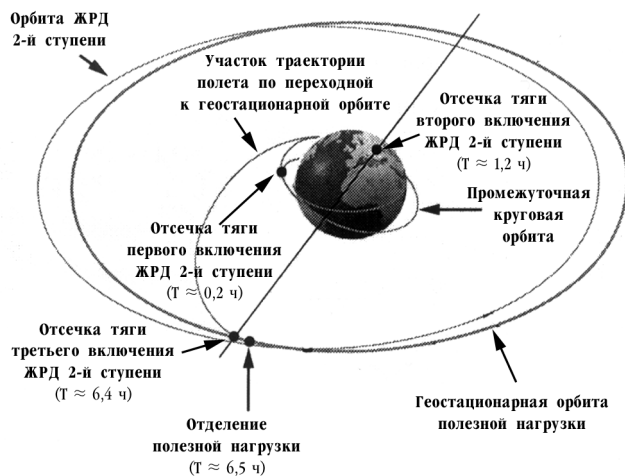 Орбита ЖРД
2-й ступени
Участок траектории
полета по переходной
к геостационарной орбите
Отсечка тяги
второго включения
ЖРД 2-й ступени
(Т ≈ 1,2 ч)
Промежуточная
круговая
орбита
Отсечка тяги
первого включения
ЖРД 2-й ступени
(Т ≈ 0,2 ч)
Отсечка тяги
третьего включения
ЖРД 2-й ступени
(Т ≈ 6,4 ч)
Отделение
полезной нагрузки
(Т ≈ 6,5 ч)
Геостационарная орбита
полезной нагрузки